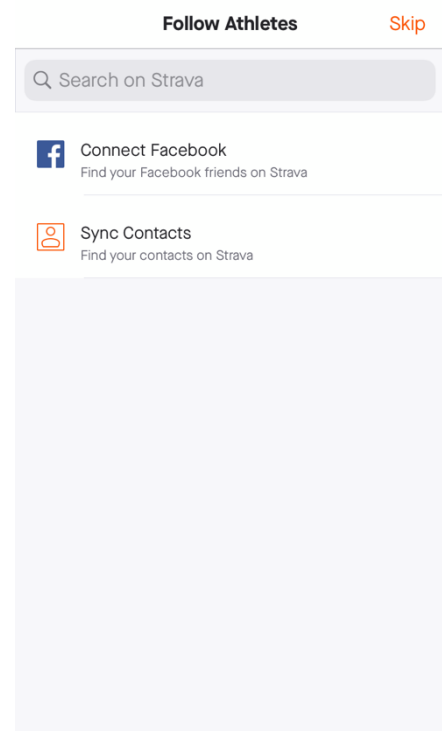 Follow Athletes Skip
Search on Strava
Connect Facebook
Find your Facebook friends on Strava
Sync Contacts
Find your contacts on Strava